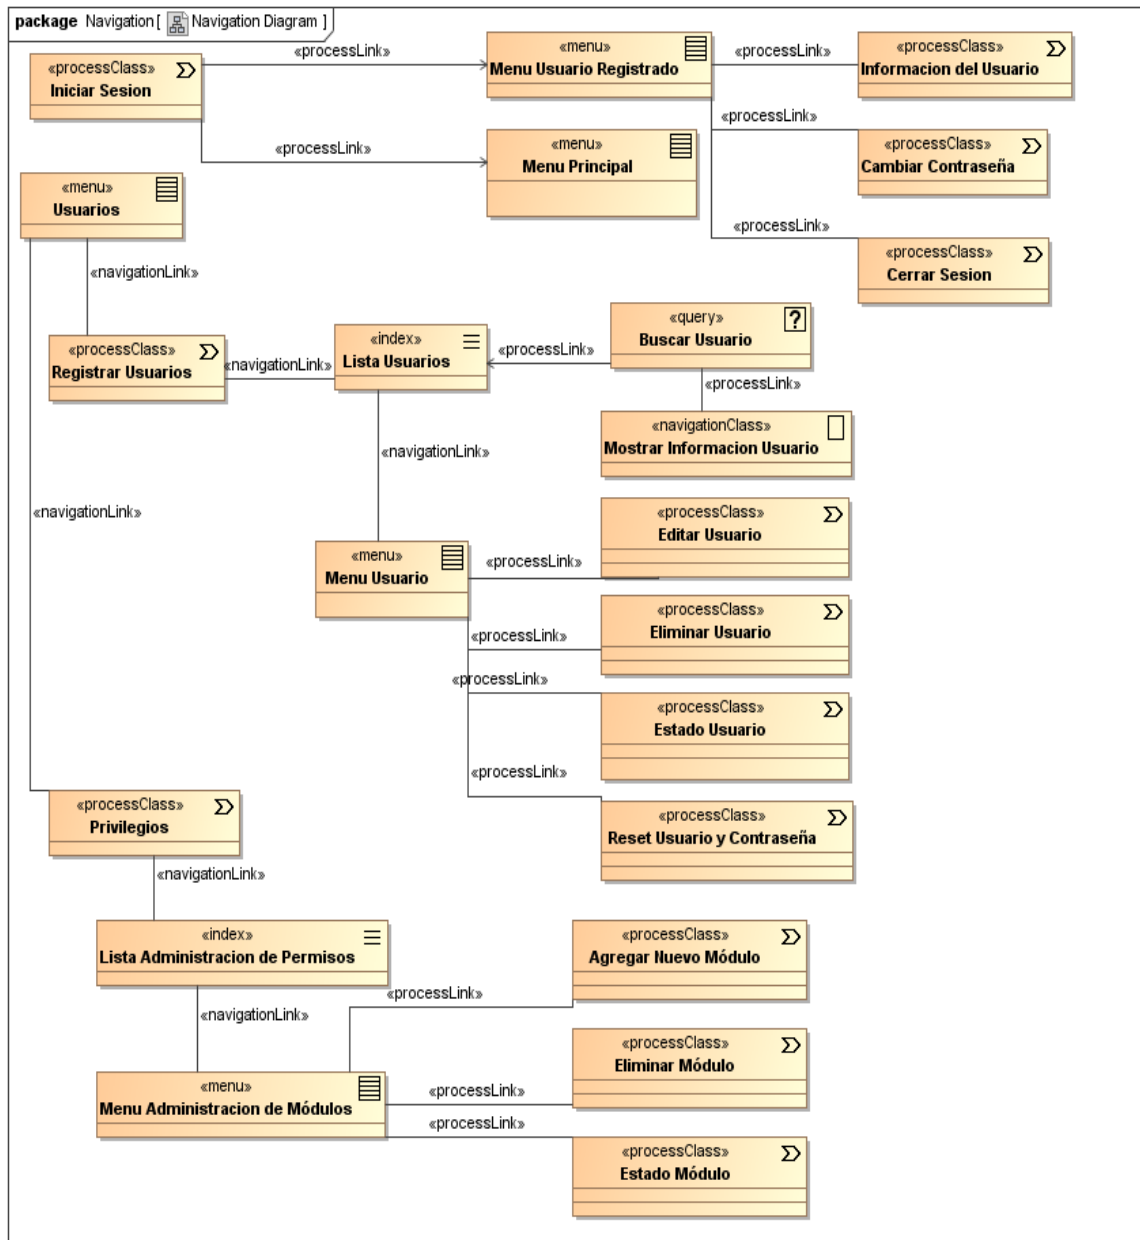 package Navigation [ Navigation Diagram ]
«processClass»
Iniciar Sesion
«processLink»
«menu»
Menu Usuario Registrado
«processLink»
«processClass»
Informacion del Usuario
«processLink»
«menu»
Menu Principal
«processLink»
«processClass»
Cambiar Contraseña
«processLink»
«processClass»
Cerrar Sesion
«menu»
Usuarios
«navigationLink»
«processClass»
Registrar Usuarios
«navigationLink»
«index»
Lista Usuarios
«processLink»
«query»
Buscar Usuario
?
«processLink»
«navigationClass»
Mostrar Informacion Usuario
«navigationLink»
«navigationLink»
«menu»
Menu Usuario
«processLink»
«processClass»
Editar Usuario
«processLink»
«processClass»
Eliminar Usuario
«processLink»
«processClass»
Estado Usuario
«processLink»
«processClass»
Reset Usuario y Contraseña
«processClass»
Privilegios
«navigationLink»
«index»
Lista Administracion de Permisos
«navigationLink»
«menu»
Menu Administracion de Módulos
«processLink»
«processClass»
Agregar Nuevo Módulo
«processLink»
«processClass»
Eliminar Módulo
«processLink»
«processClass»
Estado Módulo